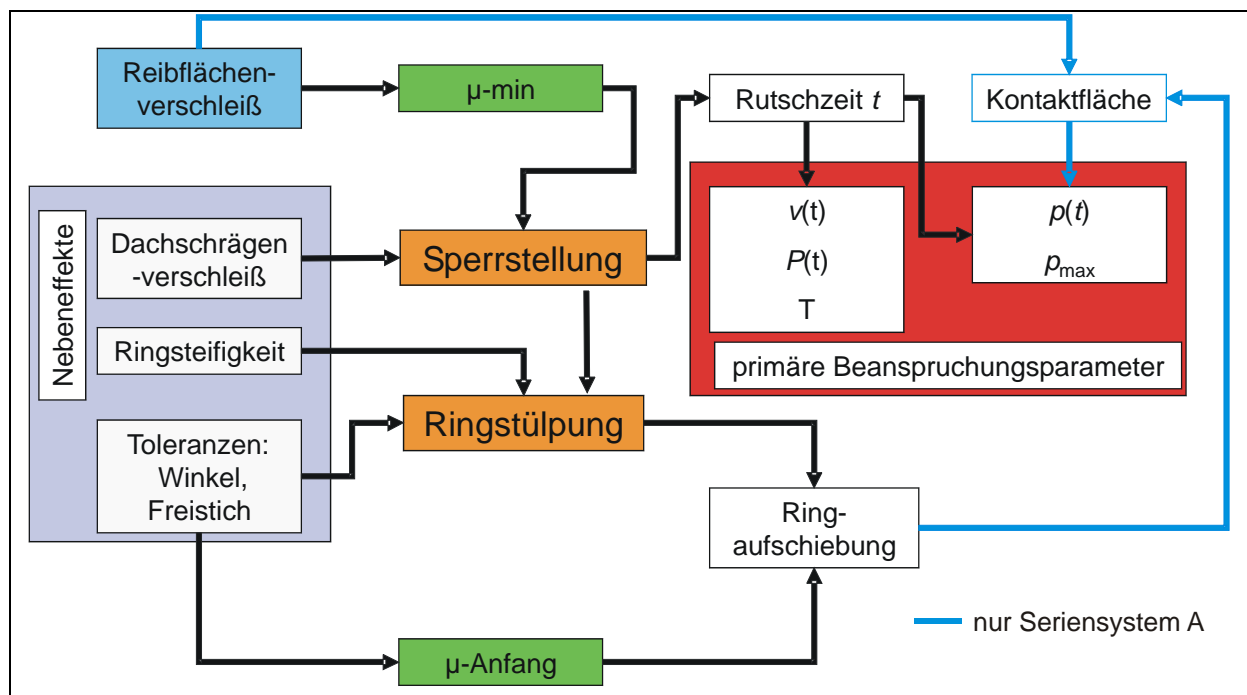 Reibflächen-
verschleiß
μ-min
Rutschzeit t
Kontaktfläche
Nebeneffekte
Dachschrägen
-verschleiß
Sperrstellung
v(t)
P(t)
T
p(t)
pmax
Ringsteifigkeit
primäre Beanspruchungsparameter
Ringstülpung
Toleranzen:
Winkel,
Freistich
Ring-
aufschiebung
nur Seriensystem A
μ-Anfang